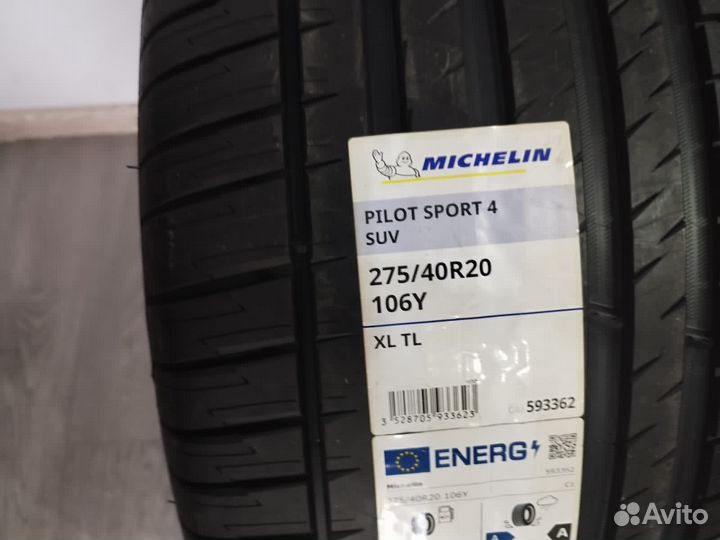 MICHELIN
PILOT SPORT 4
SUV
275/40R20
106Y
XL TL
3 528705 933623
593362
ENERG
593362
Michelin
275/40R20 106Y
C1
A
A
Avito